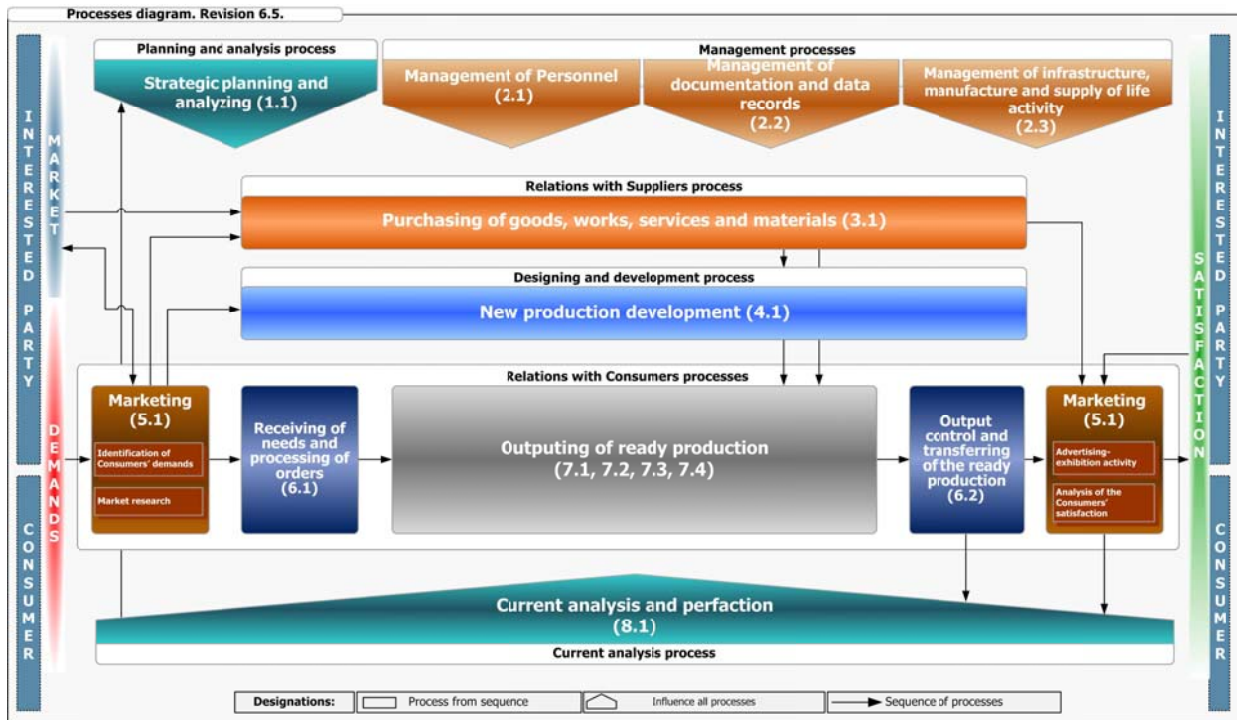 Processes diagram. Revision 6.5.
Planning and analysis process
Management processes
Strategic planning and
analyzing (1.1)
Management of Personnel
(2.1)
Management of
documentation and data
records
(2.2)
Management of infrastructure,
manufacture and supply of life
activity
(2.3)
INTERESTED PARTY
MARKET
DEMANDS
CONSUMER
Relations with Suppliers process
Purchasing of goods, works, services and materials (3.1)
Designing and development process
New production development (4.1)
Relations with Consumers processes
Marketing
(5.1)
Identification of
Consumers' demands
Market research
Receiving of
needs and
processing of
orders
(6.1)
Outputing of ready production
(7.1, 7.2, 7.3, 7.4)
Output
control and
transferring
of the ready
production
(6.2)
Marketing
(5.1)
Advertising-
exhibition activity
Analysis of the
Consumers'
satisfaction
SATISFACTION
INTERESTED PARTY
CONSUMER
Current analysis and perfaction
(8.1)
Current analysis process
Designations:
Process from sequence
Influence all processes
Sequence of processes